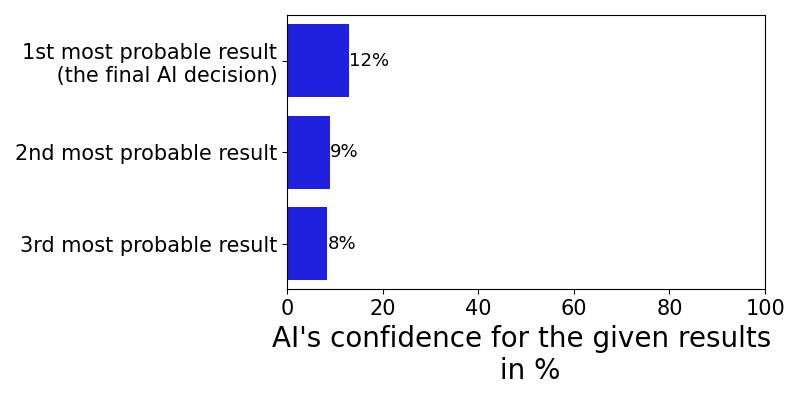 1st most probable result
(the final AI decision)
12%
2nd most probable result
9%
3rd most probable result
8%
0 20 40 60 80 100
AI's confidence for the given results
in %